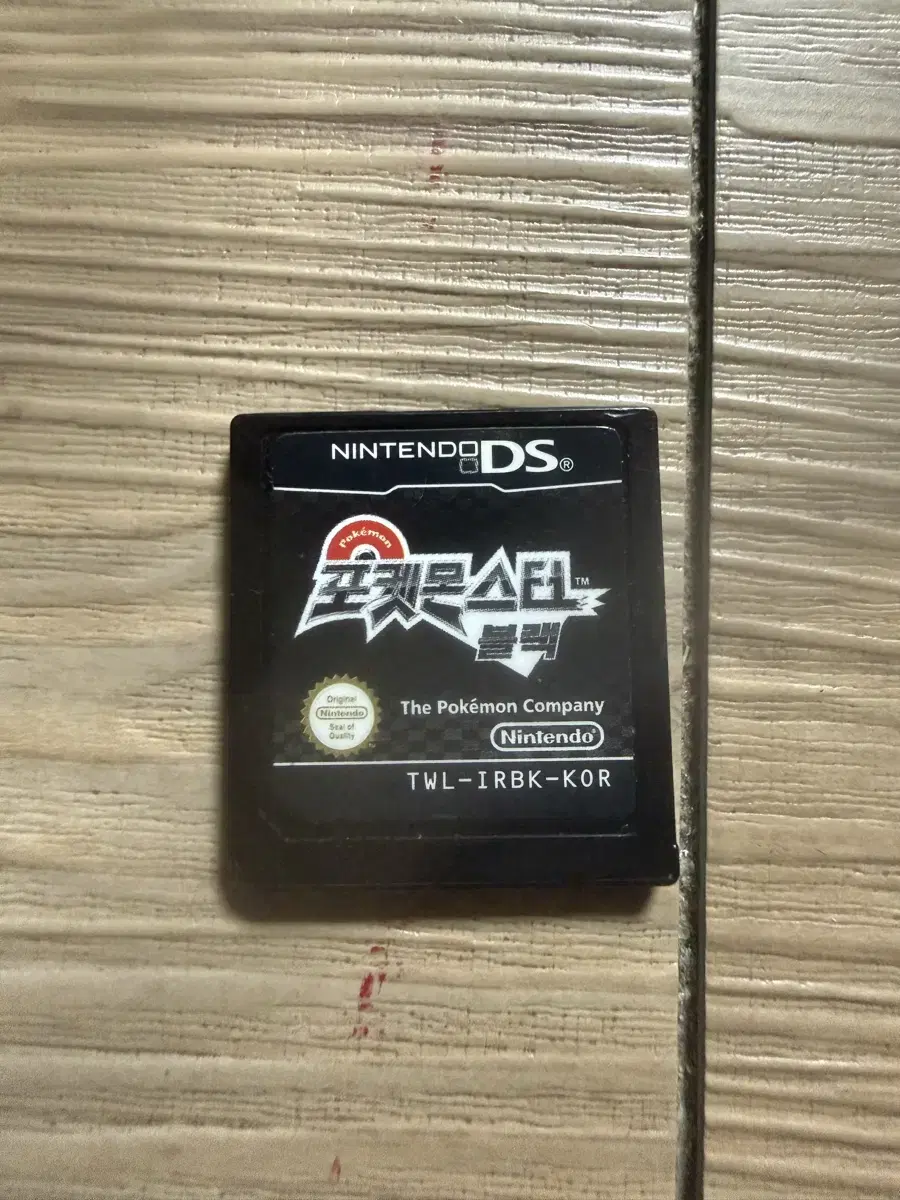 NINTENDO DS®
Pokémon
포켓몬스터™
블랙
Original
Nintendo
Seal of
Quality
The Pokémon Company
Nintendo®
TWL-IRBK-KOR